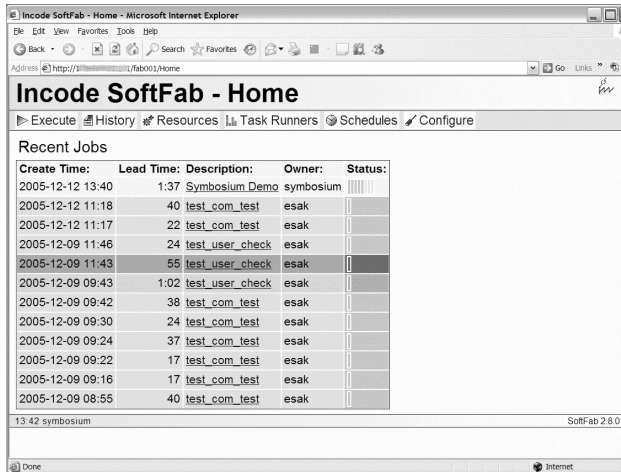 Incode SoftFab - Home - Microsoft Internet Explorer
File Edit View Favorites Tools Help
Back Search Favorites
Address http://1 /fab001/Home Go Links »
Incode SoftFab - Home
Execute History Resources Task Runners Schedules Configure
Recent Jobs
Create Time: Lead Time: Description: Owner: Status:
2005-12-12 13:40 1:37 Symbosium Demo symbosium
2005-12-12 11:18 40 test_com_test esak
2005-12-12 11:17 22 test_com_test esak
2005-12-09 11:46 24 test_user_check esak
2005-12-09 11:43 55 test_user_check esak
2005-12-09 09:43 1:02 test_user_check esak
2005-12-09 09:42 38 test_com_test esak
2005-12-09 09:30 24 test_com_test esak
2005-12-09 09:24 37 test_com_test esak
2005-12-09 09:22 17 test_com_test esak
2005-12-09 09:16 17 test_com_test esak
2005-12-09 08:55 40 test_com_test esak
13:42 symbosium SoftFab 2.8.0
Done Internet